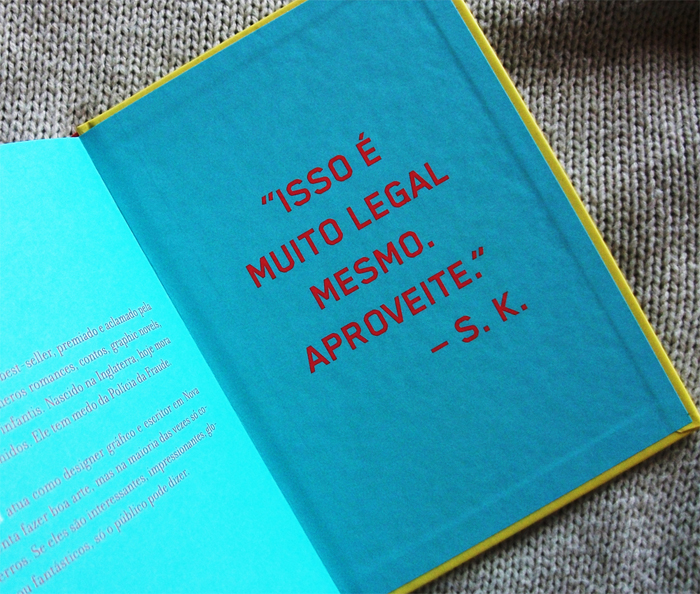 best-seller, premiado e aclamado pela
romances, contos, graphic novels,
infantis. Nascido na Inglaterra, hoje mora
Ele tem medo da Polícia da Fraude
atua como designer gráfico e escritor em Nova
fazer boa arte, mas na maioria das vezes só co-
erros. Se eles são interessantes, impressionantes, glo-
ou fantásticos, só o público pode dizer.
"ISSO É
MUITO LEGAL
MESMO.
APROVEITE."
– S. K.